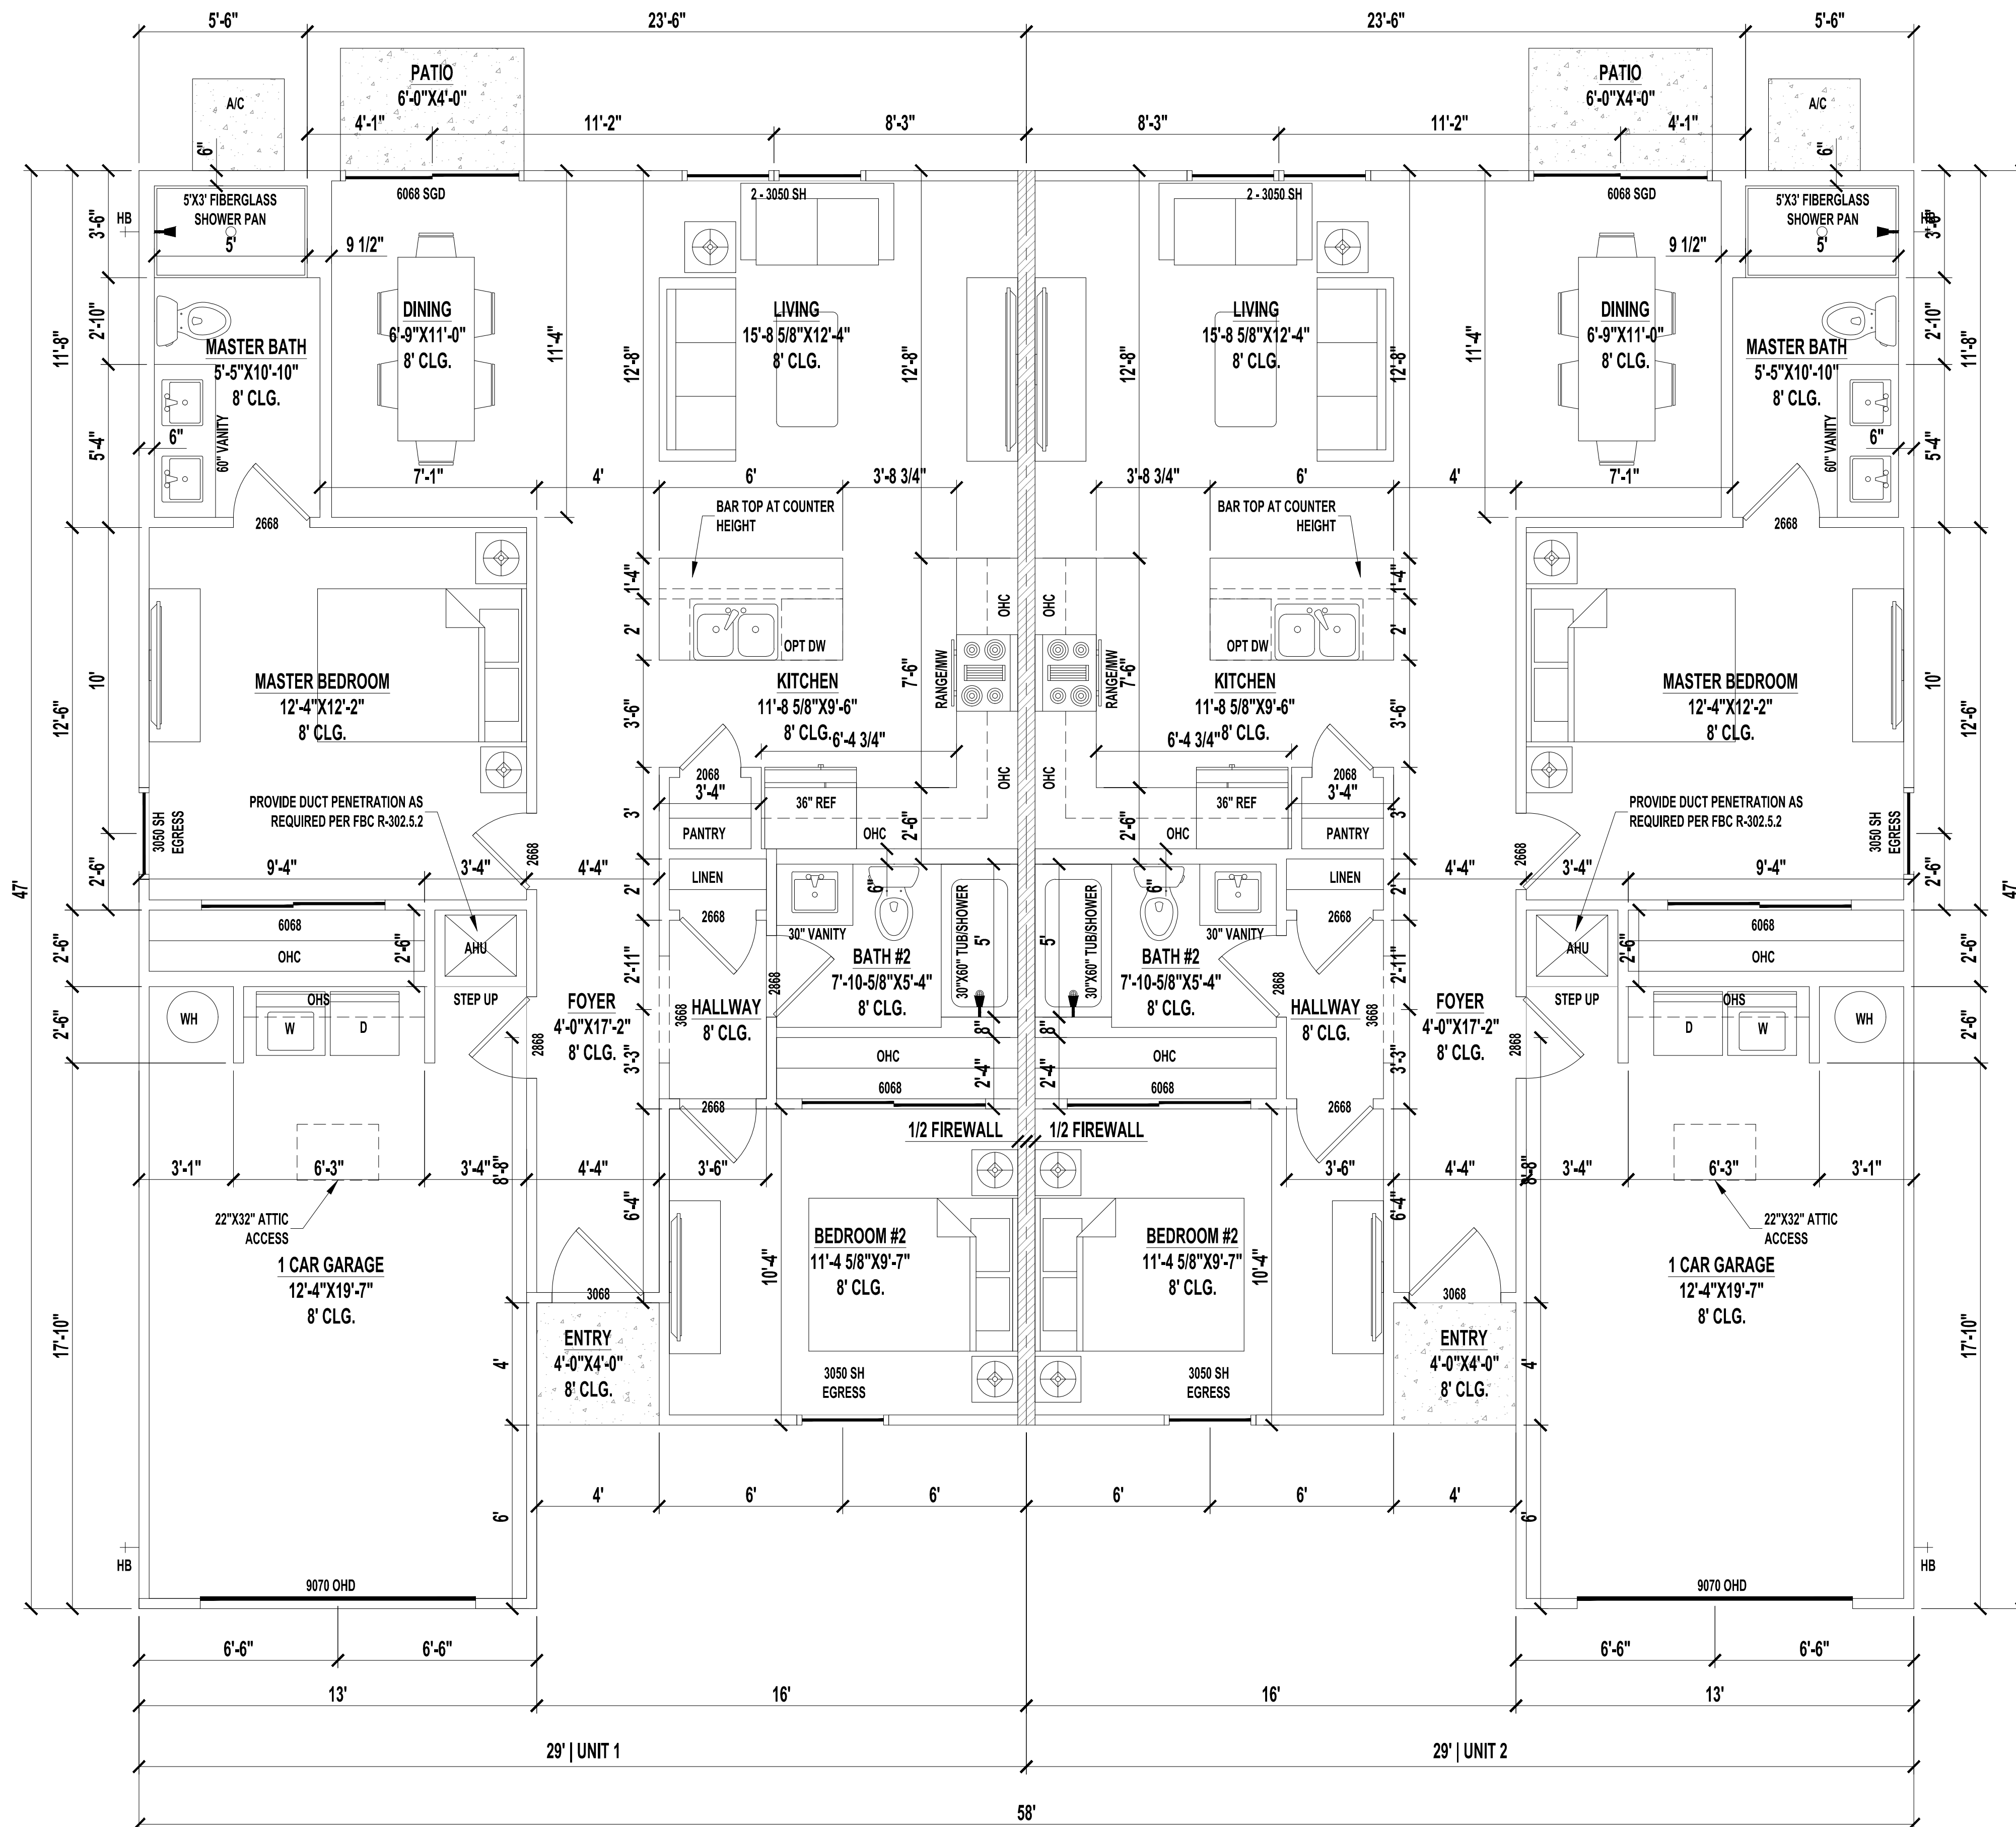 5'-6"
23'-6"
23'-6"
5'-6"
A/C
PATIO
6'-0"X4'-0"
PATIO
6'-0"X4'-0"
A/C
6"
4'-1"
11'-2"
8'-3"
8'-3"
11'-2"
4'-1"
6"
47'
11'-8"
3'-6"
HB
5'X3' FIBERGLASS
SHOWER PAN
5'
9 1/2"
6068 SGD
2 - 3050 SH
2 - 3050 SH
6068 SGD
9 1/2"
5'X3' FIBERGLASS
SHOWER PAN
5'
3'-6"
11'-8"
47'
2'-10"
MASTER BATH
5'-5"X10'-10"
8' CLG.
DINING
6'-9"X11'-0"
8' CLG.
11'-4"
12'-8"
LIVING
15'-8 5/8"X12'-4"
8' CLG.
12'-8"
12'-8"
LIVING
15'-8 5/8"X12'-4"
8' CLG.
12'-8"
11'-4"
DINING
6'-9"X11'-0"
8' CLG.
MASTER BATH
5'-5"X10'-10"
8' CLG.
2'-10"
5'-4"
6"
60" VANITY
7'-1"
4'
6'
3'-8 3/4"
3'-8 3/4"
6'
4'
7'-1"
60" VANITY
6"
5'-4"
2668
BAR TOP AT COUNTER
HEIGHT
BAR TOP AT COUNTER
HEIGHT
2668
12'-6"
10'
MASTER BEDROOM
12'-4"X12'-2"
8' CLG.
1'-4"
2'
OPT DW
3'-6"
KITCHEN
11'-8 5/8"X9'-6"
8' CLG.
6'-4 3/4"
7'-6"
RANGE/MW
OHC
OHC
OHC
OHC
RANGE/MW
7'-6"
1'-4"
2'
OPT DW
3'-6"
KITCHEN
11'-8 5/8"X9'-6"
8' CLG.
6'-4 3/4"
MASTER BEDROOM
12'-4"X12'-2"
8' CLG.
10'
12'-6"
3050 SH
EGRESS
PROVIDE DUCT PENETRATION AS
REQUIRED PER FBC R-302.5.2
2068
3'-4"
3'
PANTRY
36" REF
OHC
2'-6"
2'-6"
OHC
36" REF
2068
3'-4"
3'
PANTRY
PROVIDE DUCT PENETRATION AS
REQUIRED PER FBC R-302.5.2
3050 SH
EGRESS
2'-6"
9'-4"
3'-4"
2668
4'-4"
2'
LINEN
2668
6"
30" VANITY
5'
30"X60" TUB/SHOWER
5'
30"X60" TUB/SHOWER
6"
30" VANITY
LINEN
2668
2'
4'-4"
2668
3'-4"
9'-4"
2'-6"
2'-6"
6068
OHC
2'-6"
AHU
STEP UP
2'-11"
BATH #2
7'-10-5/8"X5'-4"
8' CLG.
2868
BATH #2
7'-10-5/8"X5'-4"
8' CLG.
2868
2'-11"
AHU
STEP UP
2'-6"
6068
OHC
2'-6"
2'-6"
WH
OHS
W
D
2868
FOYER
4'-0"X17'-2"
8' CLG.
3668
3'-3"
HALLWAY
8' CLG.
8"
8"
HALLWAY
8' CLG.
3668
3'-3"
FOYER
4'-0"X17'-2"
8' CLG.
2868
OHS
D
W
WH
2'-6"
OHC
6068
2'-4"
2'-4"
OHC
6068
2668
2668
1/2 FIREWALL
1/2 FIREWALL
3'-1"
6'-3"
3'-4"
8'-8"
4'-4"
3'-6"
3'-6"
4'-4"
8'-8"
3'-4"
6'-3"
3'-1"
22"X32" ATTIC
ACCESS
6'-4"
6'-4"
22"X32" ATTIC
ACCESS
1 CAR GARAGE
12'-4"X19'-7"
8' CLG.
3068
10'-4"
BEDROOM #2
11'-4 5/8"X9'-7"
8' CLG.
BEDROOM #2
11'-4 5/8"X9'-7"
8' CLG.
10'-4"
3068
1 CAR GARAGE
12'-4"X19'-7"
8' CLG.
17'-10"
4'
ENTRY
4'-0"X4'-0"
8' CLG.
3050 SH
EGRESS
3050 SH
EGRESS
ENTRY
4'-0"X4'-0"
8' CLG.
4'
17'-10"
6'
4'
6'
6'
6'
6'
4'
6'
HB
HB
9070 OHD
9070 OHD
6'-6"
6'-6"
6'-6"
6'-6"
13'
16'
16'
13'
29' | UNIT 1
29' | UNIT 2
58'